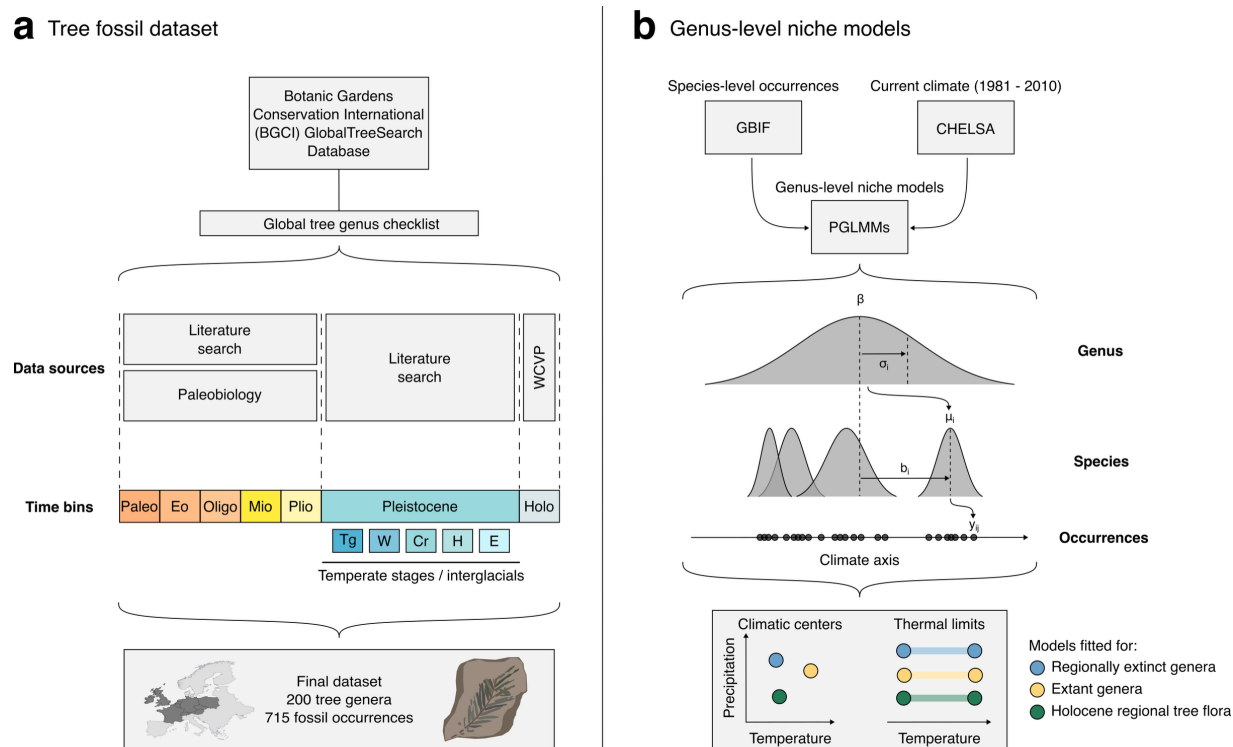 a Tree fossil dataset
Botanic Gardens
Conservation International
(BGCI) GlobalTreeSearch
Database
Global tree genus checklist
Data sources
Literature
search
Paleobiology
Literature
search
WCVP
Time bins
Paleo
Eo
Oligo
Mio
Plio
Pleistocene
Holo
Tg
W
Cr
H
E
Temperate stages / interglacials
Final dataset
200 tree genera
715 fossil occurrences
b Genus-level niche models
Species-level occurrences
Current climate (1981 - 2010)
GBIF
CHELSA
Genus-level niche models
PGLMMs
β
σi
Genus
μi
bi
Species
yij
Occurrences
Climate axis
Climatic centers
Precipitation
Temperature
Thermal limits
Temperature
Models fitted for:
Regionally extinct genera
Extant genera
Holocene regional tree flora